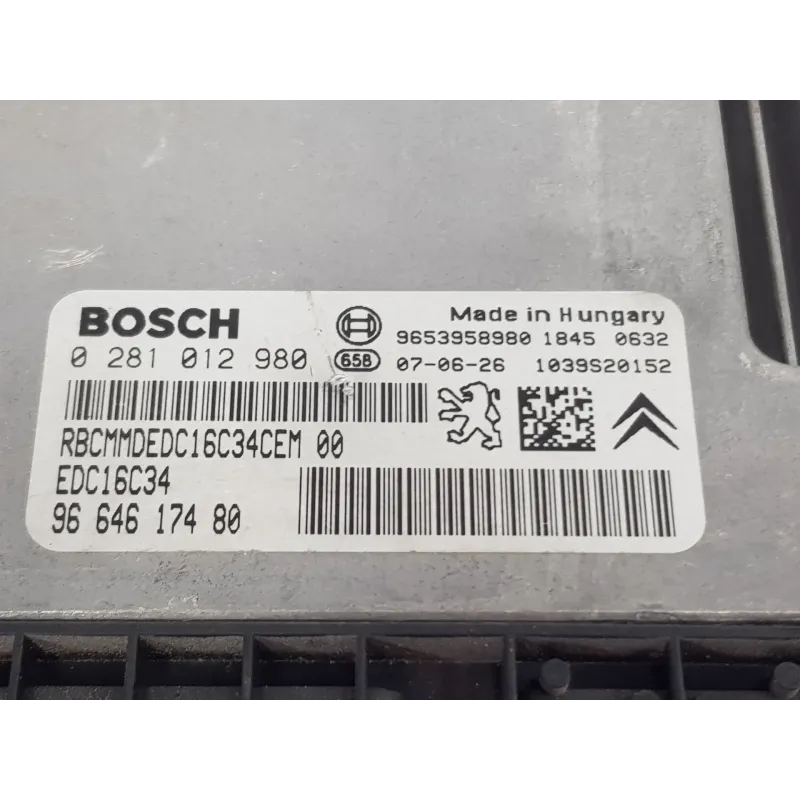 BOSCH
Made in Hungary
9653958980 1845 0632
0 281 012 980 65B 07-06-26 1039S20152
RBCMMDEDC16C34CEM 00
EDC16C34
96 646 174 80